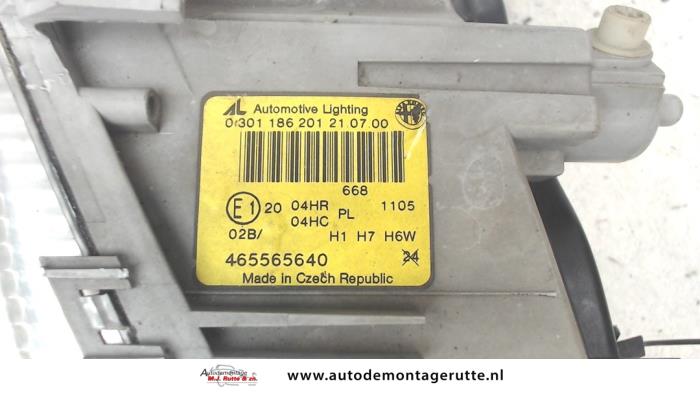 AL Automotive Lighting
0 301 186 201 21 07.00
668
E1 20 04HR PL 1105
04HC
02B/ H1 H7 H6W
465565640 24
Made in Czech Republic
Autodemontage
M.J. Rutte & zn.
www.autodemontagerutte.nl